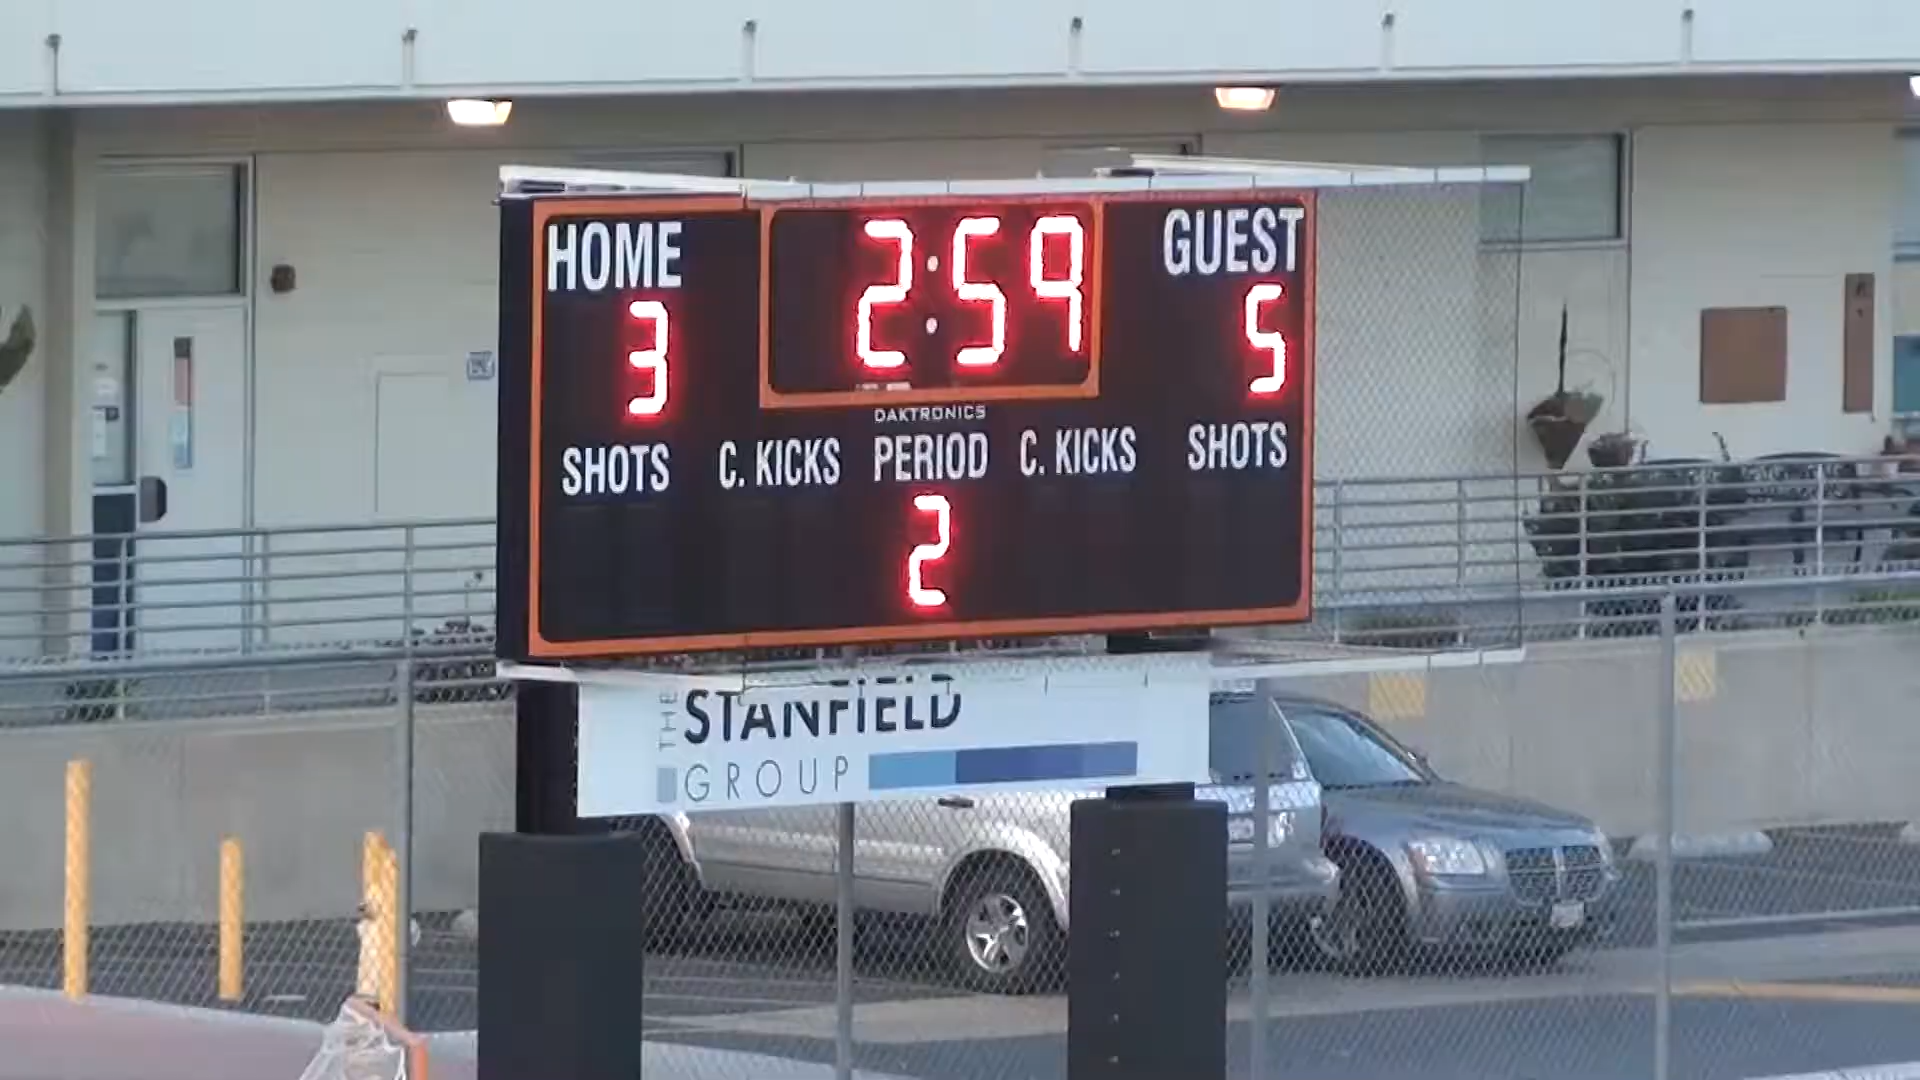 HOME 2:59 GUEST
3 5
DAKTRONICS
SHOTS C. KICKS PERIOD C. KICKS SHOTS
2
THE STANFIELD
GROUP